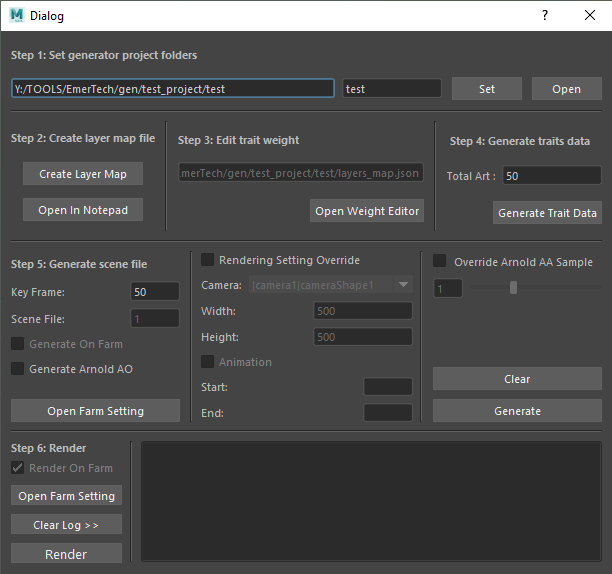 Dialog
Step 1: Set generator project folders
Y:/TOOLS/EmerTech/gen/test_project/test
test
Set
Open
Step 2: Create layer map file
Create Layer Map
Open In Notepad
Step 3: Edit trait weight
merTech/gen/test_project/test/layers_map.json
Open Weight Editor
Step 4: Generate traits data
Total Art : 50
Generate Trait Data
Step 5: Generate scene file
Key Frame: 50
Scene File: 1
Generate On Farm
Generate Arnold AO
Open Farm Setting
Rendering Setting Override
Camera: |camera1|cameraShape1
Width: 500
Height: 500
Animation
Start:
End:
Override Arnold AA Sample
1
Clear
Generate
Step 6: Render
Render On Farm
Open Farm Setting
Clear Log >>
Render